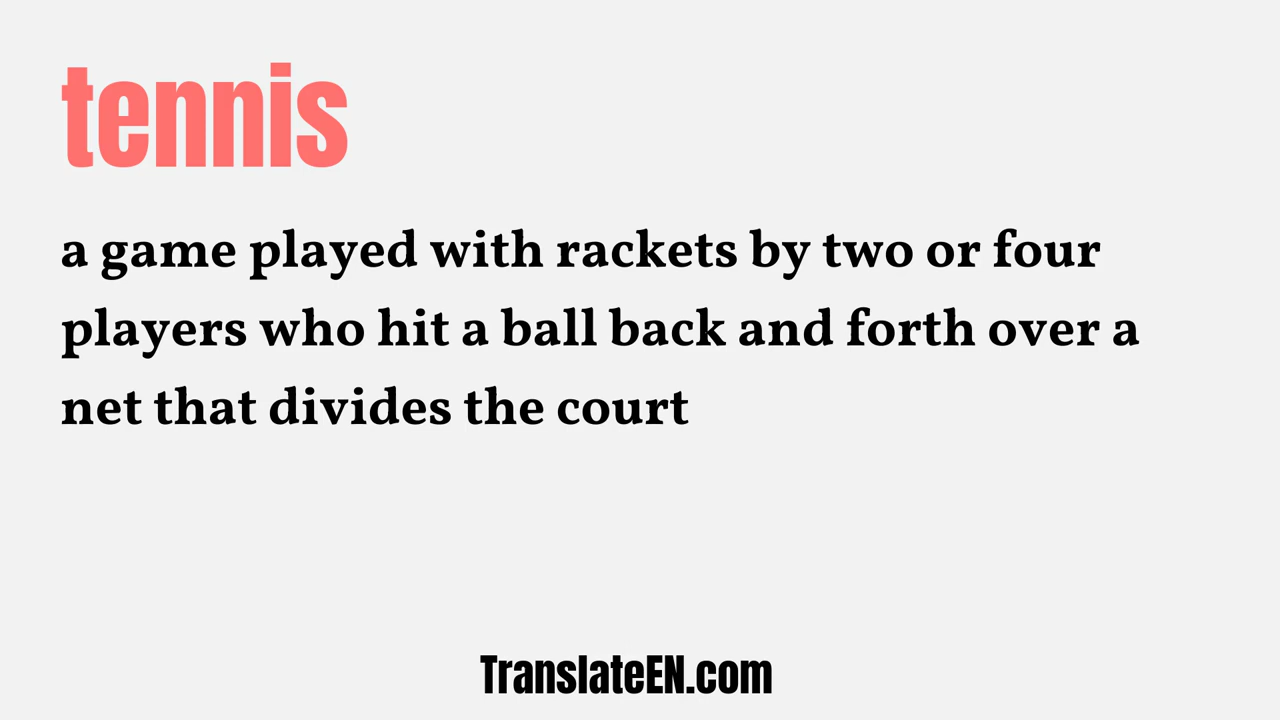 tennis
a game played with rackets by two or four
players who hit a ball back and forth over a
net that divides the court
TranslateEN.com